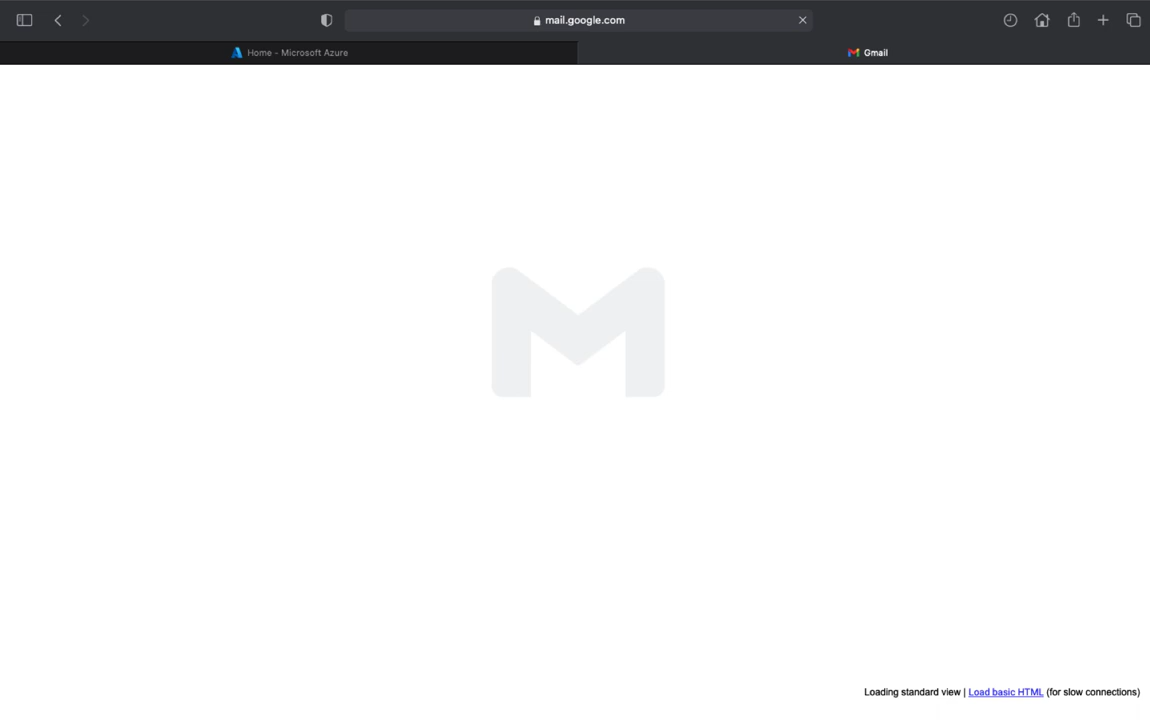 mail.google.com
Home - Microsoft Azure
Gmail
Loading standard view | Load basic HTML (for slow connections)